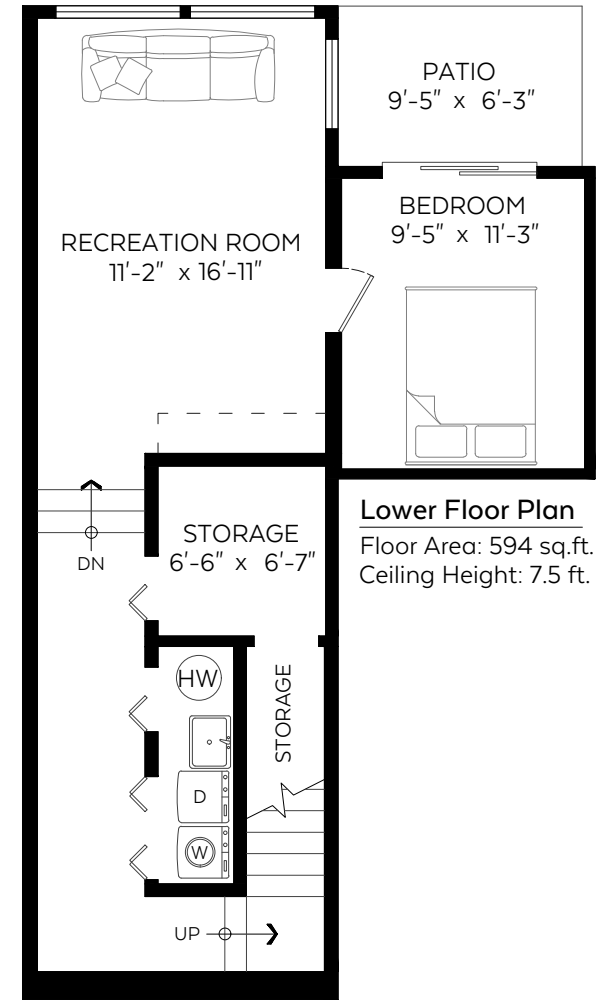 PATIO
9'-5" x 6'-3"
BEDROOM
9'-5" x 11'-3"
RECREATION ROOM
11'-2" x 16'-11"
Lower Floor Plan
Floor Area: 594 sq.ft.
Ceiling Height: 7.5 ft.
STORAGE
6'-6" x 6'-7"
DN
HW
STORAGE
D
W
UP